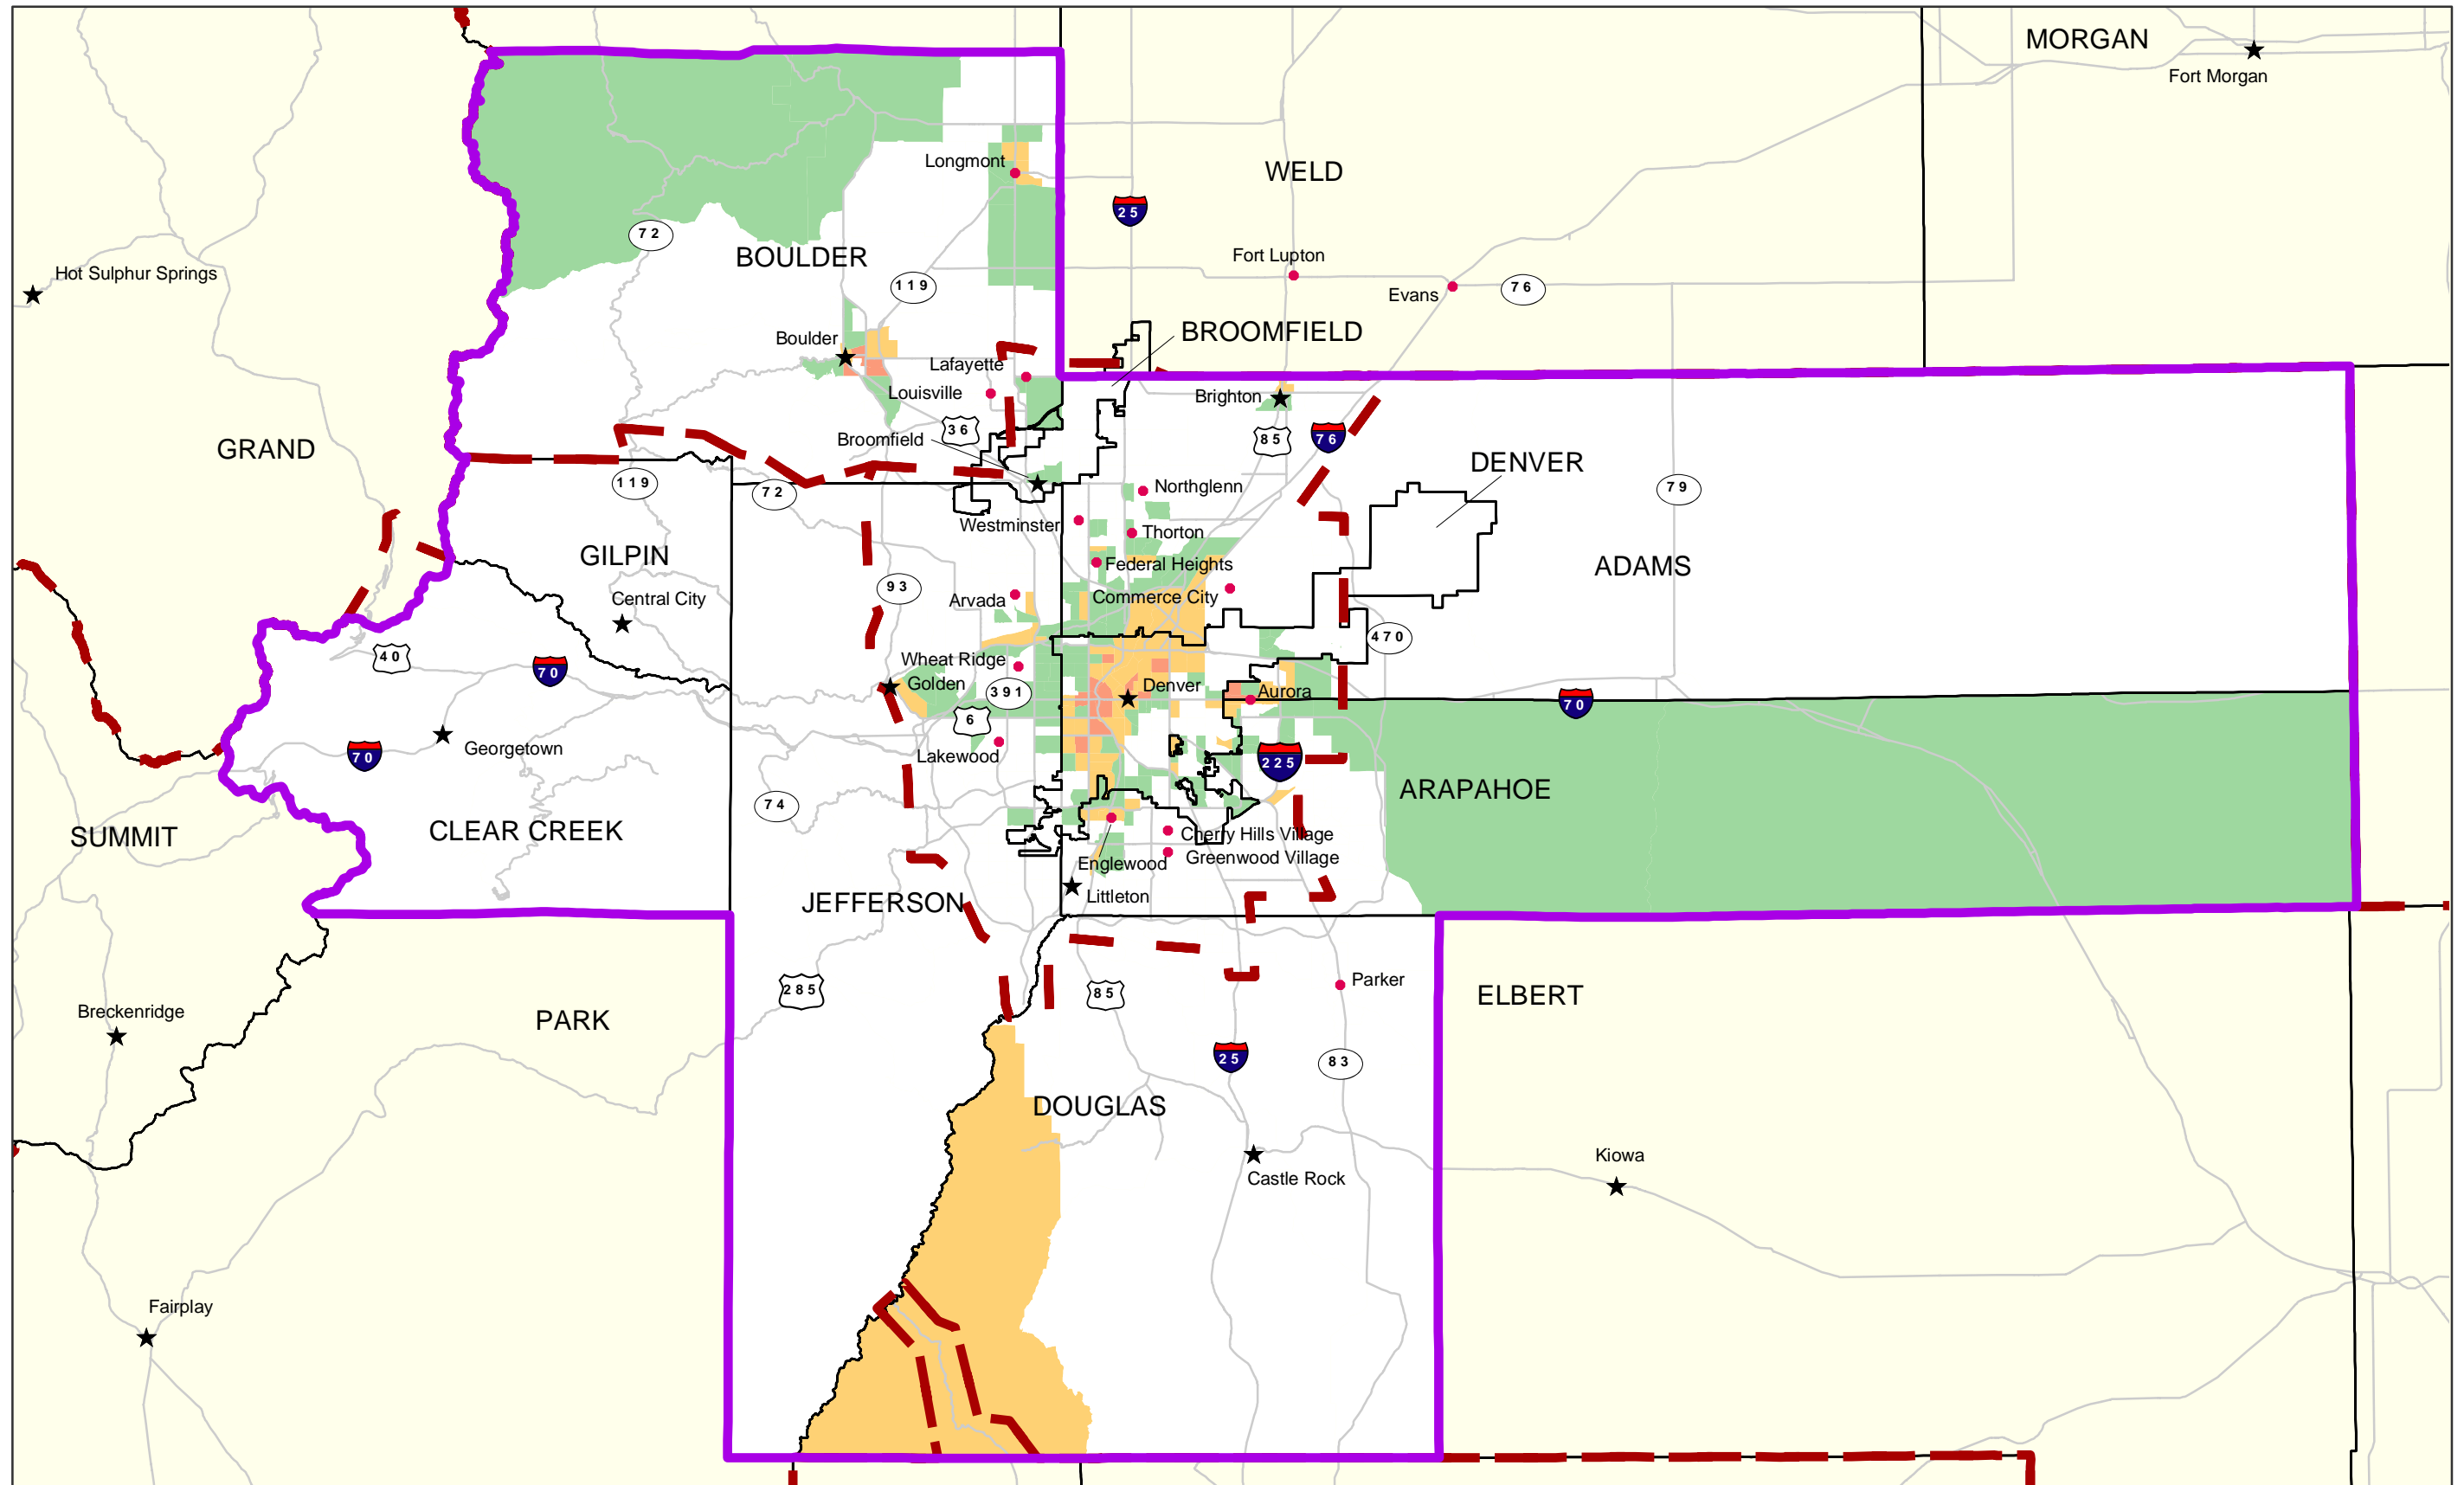 MORGAN
Fort Morgan
Longmont
WELD
25
72
BOULDER
Fort Lupton
Hot Sulphur Springs
119
Evans
76
BROOMFIELD
Boulder
Lafayette
Louisville
Brighton
36
85
76
Broomfield
GRAND
DENVER
119
72
Northglenn
79
Westminster
Thorton
GILPIN
Federal Heights
ADAMS
93
Central City
Arvada
Commerce City
470
40
70
Wheat Ridge
Golden
391
Denver
Aurora
70
6
Georgetown
70
Lakewood
225
74
ARAPAHOE
SUMMIT
CLEAR CREEK
Cherry Hills Village
Englewood
Greenwood Village
JEFFERSON
Littleton
285
85
Parker
ELBERT
Breckenridge
PARK
25
83
DOUGLAS
Kiowa
Castle Rock
Fairplay